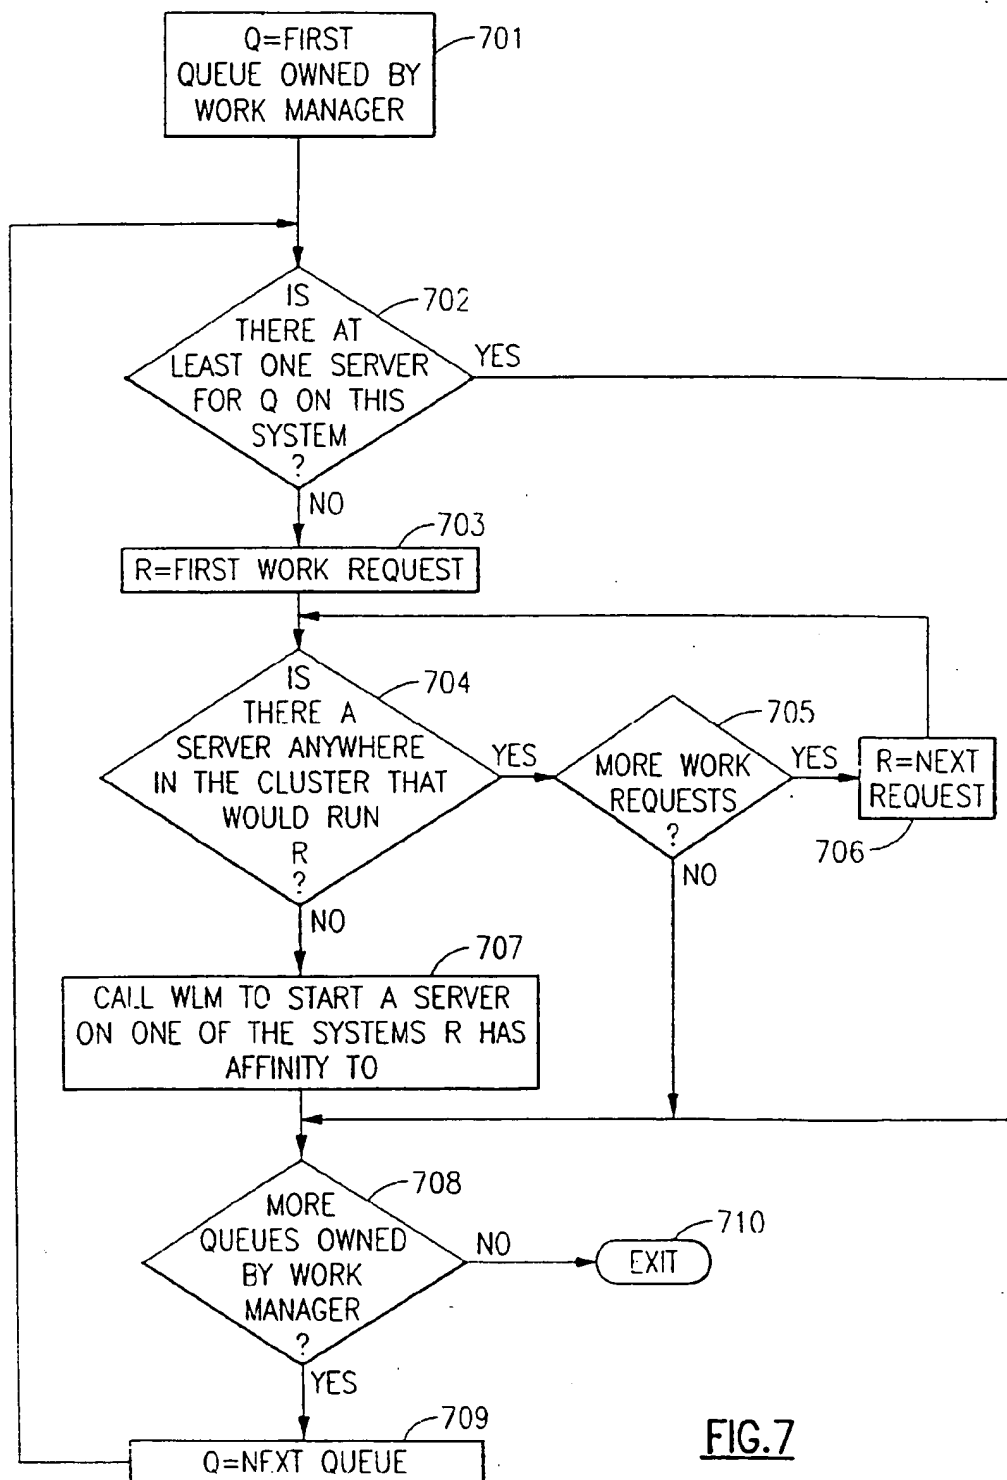 Q=FIRST
QUEUE OWNED BY
WORK MANAGER
701
IS
THERE AT
LEAST ONE SERVER
FOR Q ON THIS
SYSTEM
?
702
YES
NO
703
R=FIRST WORK REQUEST
IS
THERE A
SERVER ANYWHERE
IN THE CLUSTER THAT
WOULD RUN
R
?
704
YES
NO
705
MORE WORK
REQUESTS
?
YES
NO
R=NEXT
REQUEST
706
707
CALL WLM TO START A SERVER
ON ONE OF THE SYSTEMS R HAS
AFFINITY TO
708
MORE
QUEUES OWNED
BY WORK
MANAGER
?
NO
710
EXIT
YES
709
Q=NEXT QUEUE
FIG.7